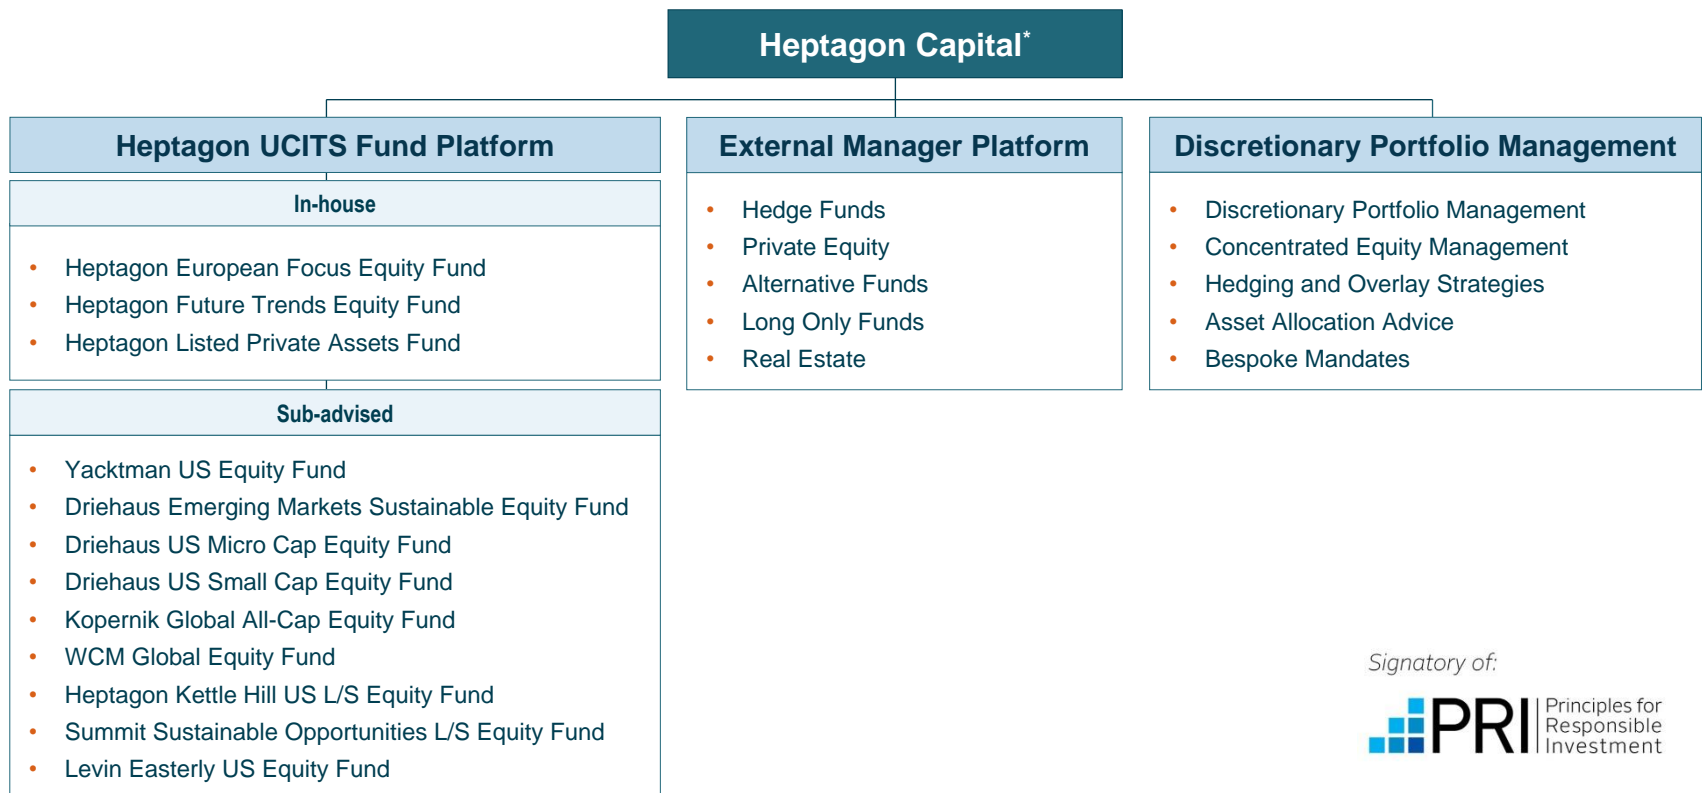 Heptagon Capital*
Heptagon UCITS Fund Platform
In-house
• Heptagon European Focus Equity Fund
• Heptagon Future Trends Equity Fund
• Heptagon Listed Private Assets Fund
Sub-advised
• Yacktman US Equity Fund
• Driehaus Emerging Markets Sustainable Equity Fund
• Driehaus US Micro Cap Equity Fund
• Driehaus US Small Cap Equity Fund
• Kopernik Global All-Cap Equity Fund
• WCM Global Equity Fund
• Heptagon Kettle Hill US L/S Equity Fund
• Summit Sustainable Opportunities L/S Equity Fund
• Levin Easterly US Equity Fund
External Manager Platform
• Hedge Funds
• Private Equity
• Alternative Funds
• Long Only Funds
• Real Estate
Discretionary Portfolio Management
• Discretionary Portfolio Management
• Concentrated Equity Management
• Hedging and Overlay Strategies
• Asset Allocation Advice
• Bespoke Mandates
Signatory of:
PRI
Principles for
Responsible
Investment